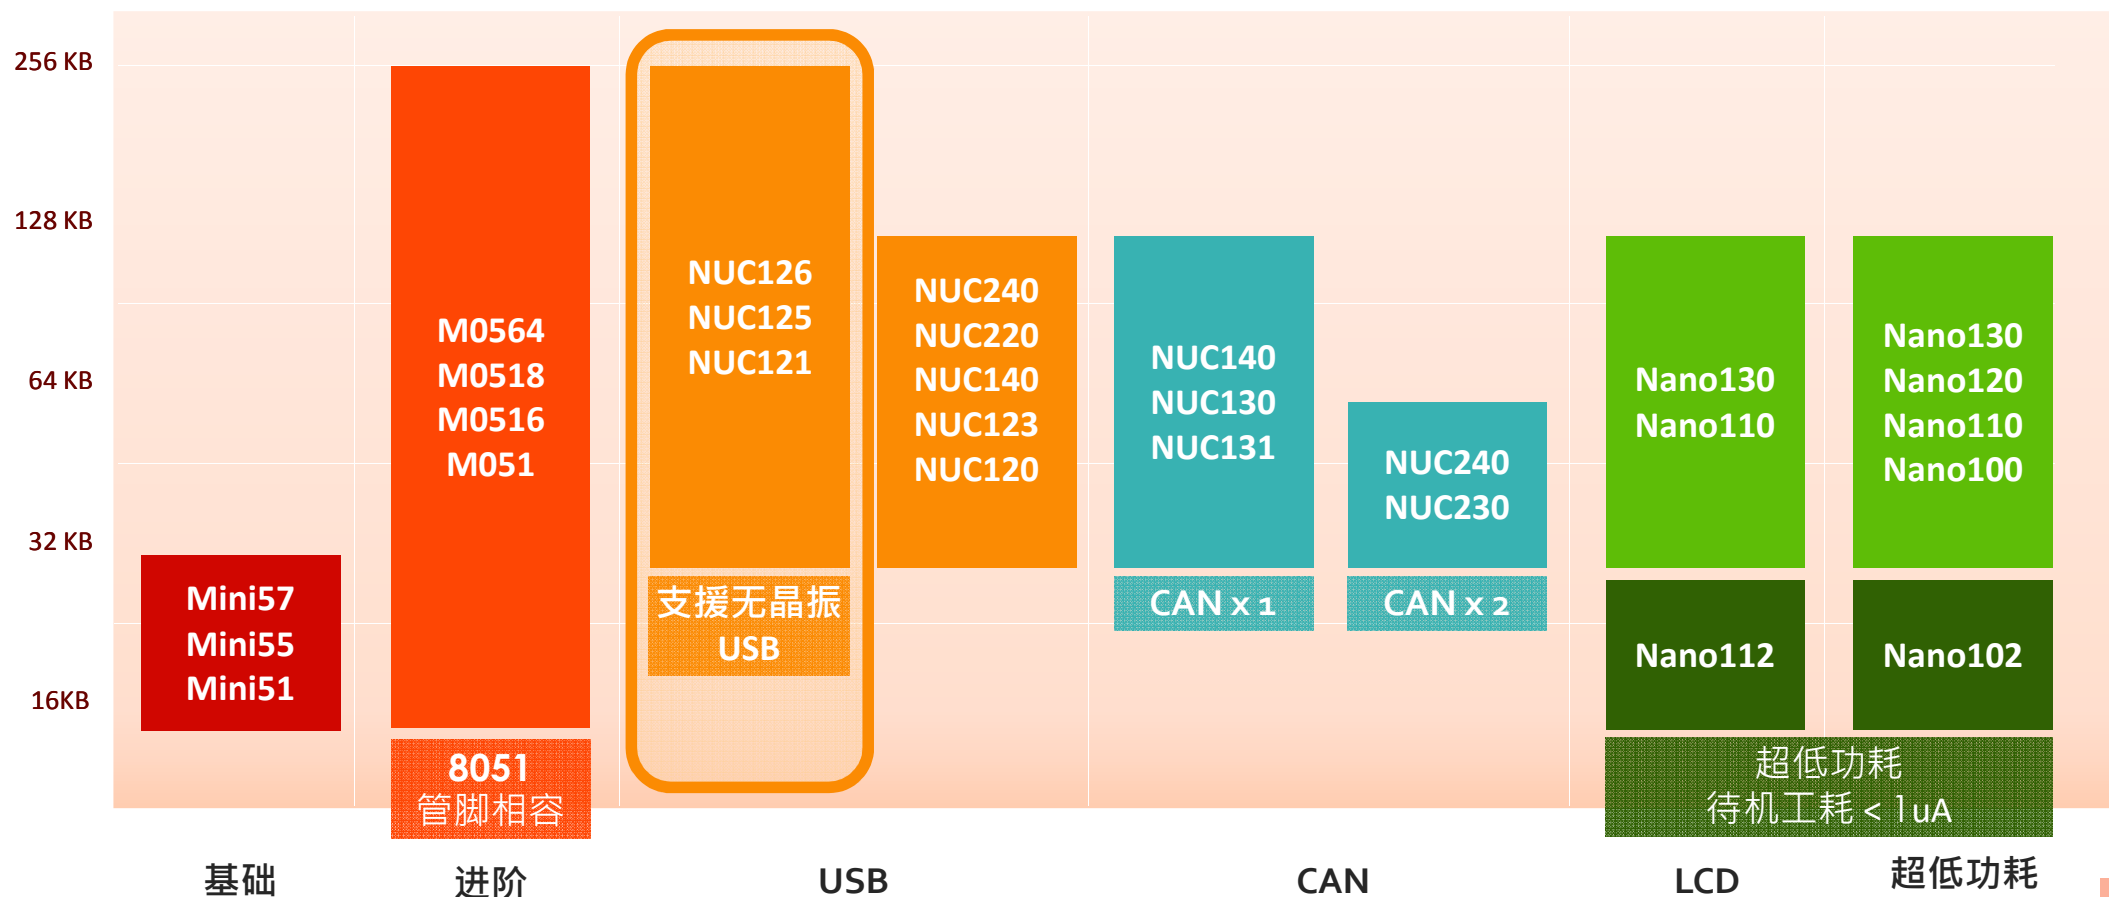 256 KB
128 KB
64 KB
32 KB
16KB
Mini57
Mini55
Mini51
M0564
M0518
M0516
M051
8051
管脚相容
NUC126
NUC125
NUC121
支援无晶振
USB
NUC240
NUC220
NUC140
NUC123
NUC120
NUC140
NUC130
NUC131
CAN x 1
NUC240
NUC230
CAN x 2
Nano130
Nano110
Nano112
Nano130
Nano120
Nano110
Nano100
Nano102
超低功耗
待机工耗 < 1uA
基础
进阶
USB
CAN
LCD
超低功耗